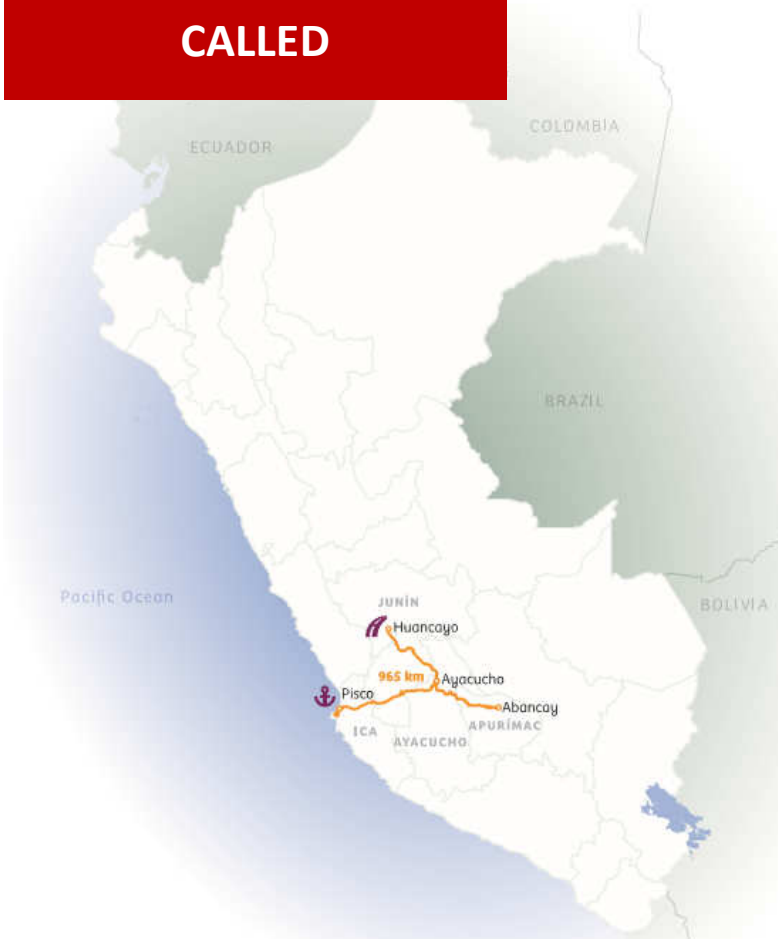 CALLED
COLOMBIA
ECUADOR
BRAZIL
Pacific Ocean
BOLIVIA
JUNÍN
Huancayo
965 km
Ayacucho
Pisco
Abancay
APURÍMAC
ICA
AYACUCHO